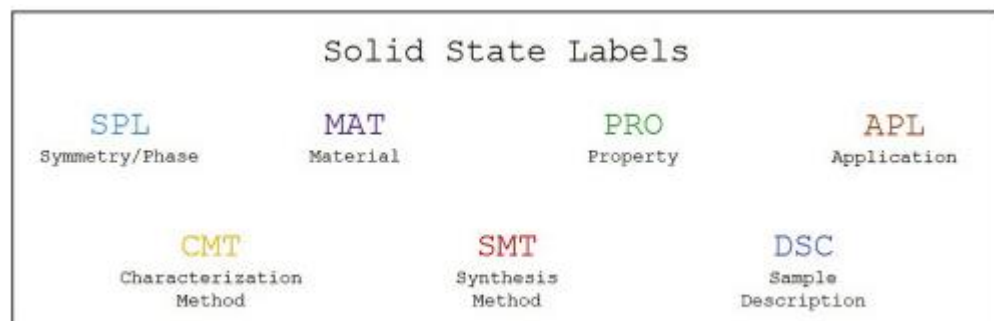 Solid State Labels
SPL MAT PRO APL
Symmetry/Phase Material Property Application
CMT SMT DSC
Characterization Synthesis Sample
Method Method Description